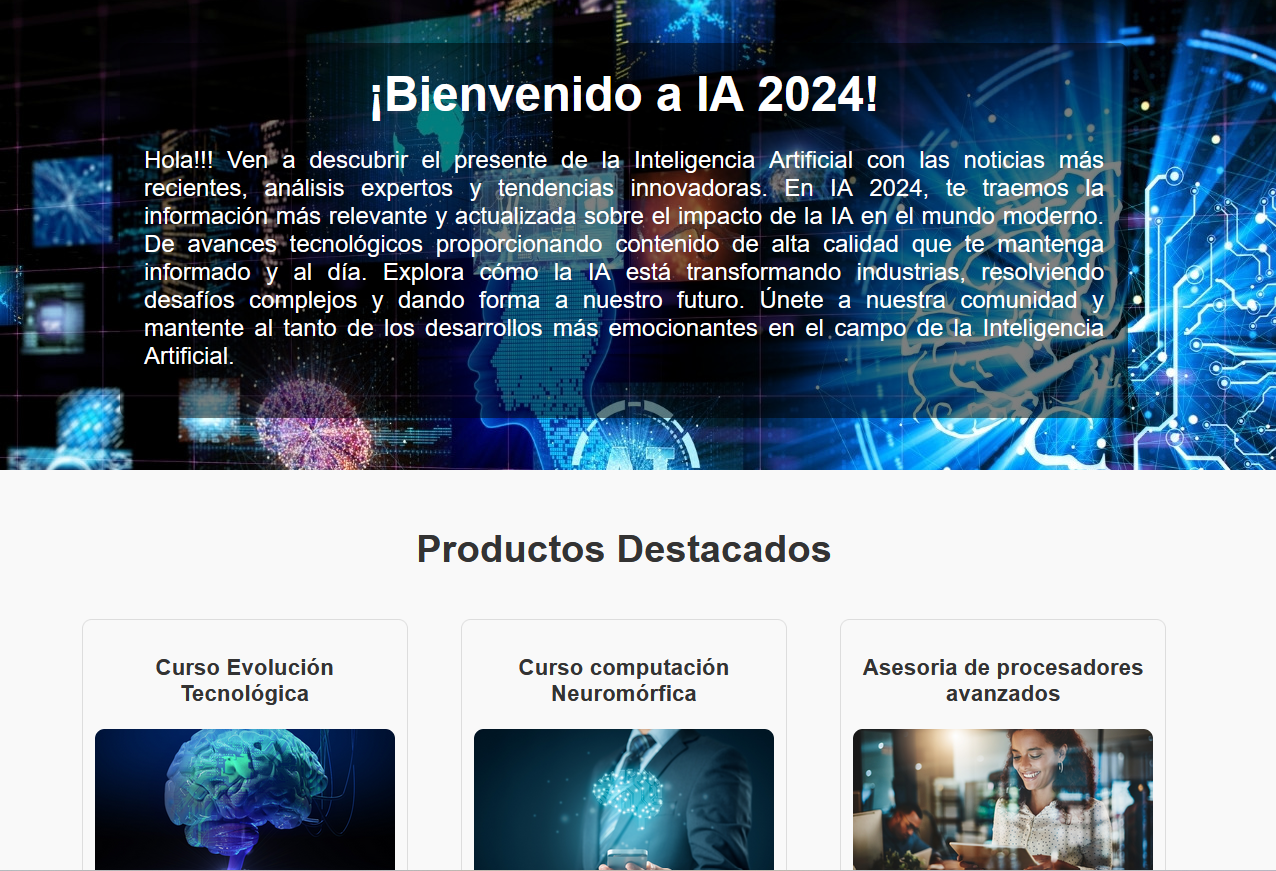 ¡Bienvenido a IA 2024!
Hola!!! Ven a descubrir el presente de la Inteligencia Artificial con las noticias más
recientes, análisis expertos y tendencias innovadoras. En IA 2024, te traemos la
información más relevante y actualizada sobre el impacto de la IA en el mundo moderno.
De avances tecnológicos proporcionando contenido de alta calidad que te mantenga
informado y al día. Explora cómo la IA está transformando industrias, resolviendo
desafíos complejos y dando forma a nuestro futuro. Únete a nuestra comunidad y
mantente al tanto de los desarrollos más emocionantes en el campo de la Inteligencia
Artificial.
AI
Productos Destacados
Curso Evolución
Tecnológica
Curso computación
Neuromórfica
Asesoria de procesadores
avanzados